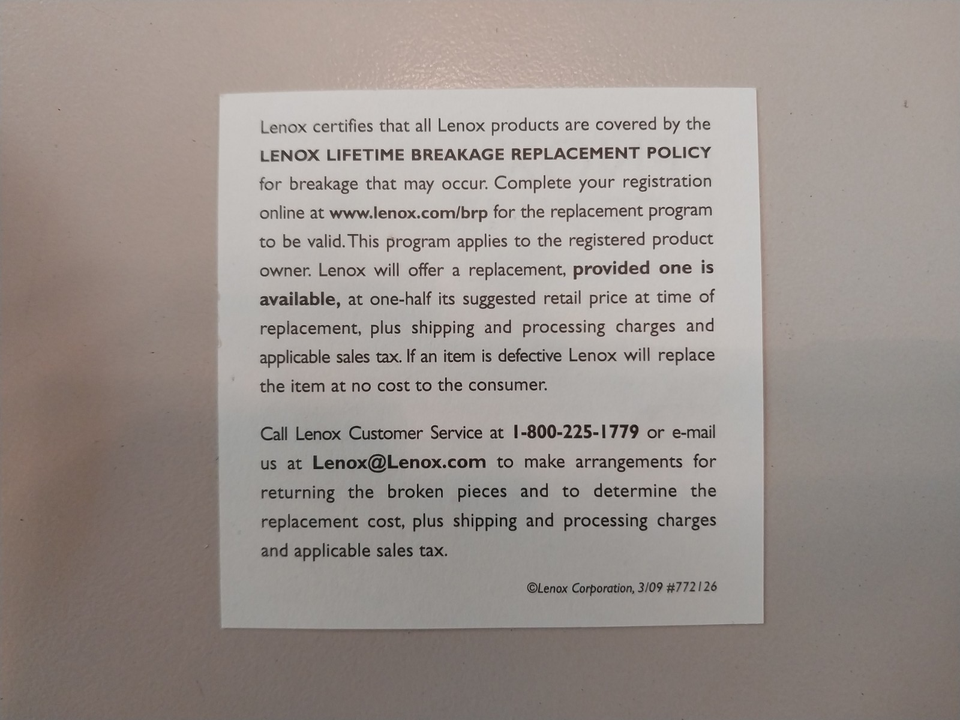 Lenox certifies that all Lenox products are covered by the
LENOX LIFETIME BREAKAGE REPLACEMENT POLICY
for breakage that may occur. Complete your registration
online at www.lenox.com/brp for the replacement program
to be valid. This program applies to the registered product
owner. Lenox will offer a replacement, provided one is
available, at one-half its suggested retail price at time of
replacement, plus shipping and processing charges and
applicable sales tax. If an item is defective Lenox will replace
the item at no cost to the consumer.
Call Lenox Customer Service at 1-800-225-1779 or e-mail
us at Lenox@Lenox.com to make arrangements for
returning the broken pieces and to determine the
replacement cost, plus shipping and processing charges
and applicable sales tax.
©Lenox Corporation, 3/09 #772126